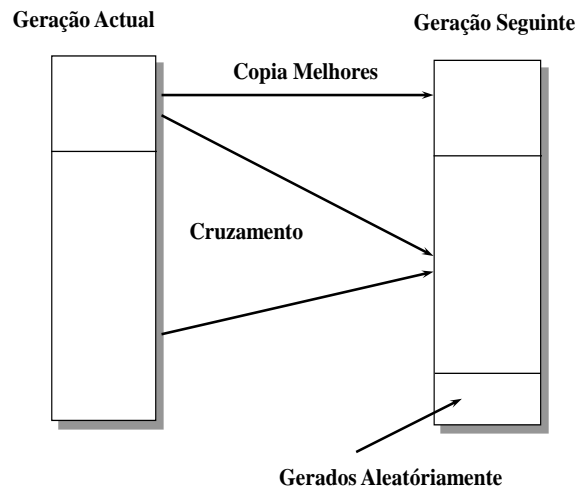 Geração Actual
Geração Seguinte
Copia Melhores
Cruzamento
Gerados Aleatóriamente